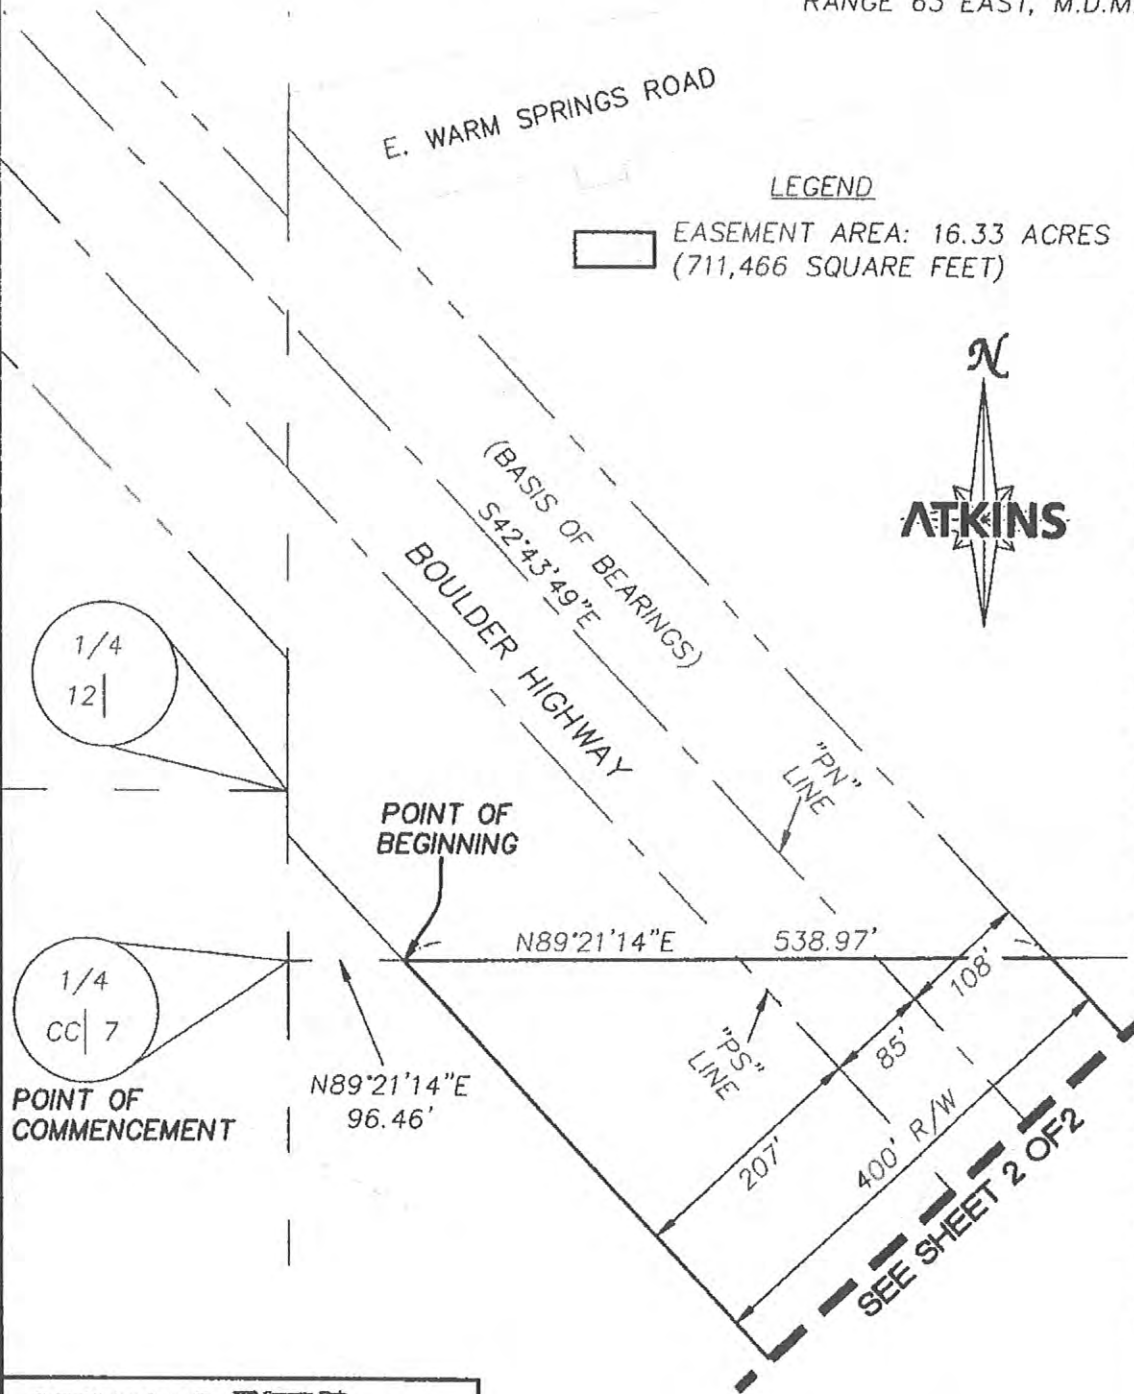 RANGE 63 EAST, M.D.M.
E. WARM SPRINGS ROAD
LEGEND
EASEMENT AREA: 16.33 ACRES
(711,466 SQUARE FEET)
N
ATKINS
(BASIS OF BEARINGS)
S42°43'49"E
BOULDER HIGHWAY
1/4
12
"PN"
LINE
POINT OF
BEGINNING
N89°21'14"E 538.97'
1/4
CC 7
POINT OF
COMMENCEMENT
N89°21'14"E
96.46'
"PS"
LINE
108'
85'
207'
400' R/W
SEE SHEET 2 OF2